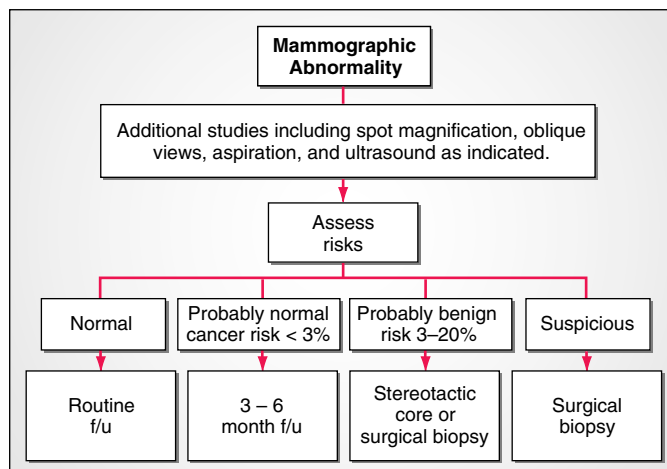 Mammographic
Abnormality
Additional studies including spot magnification, oblique
views, aspiration, and ultrasound as indicated.
Assess
risks
Normal
Probably normal
cancer risk < 3%
Probably benign
risk 3–20%
Suspicious
Routine
f/u
3 – 6
month f/u
Stereotactic
core or
surgical biopsy
Surgical
biopsy